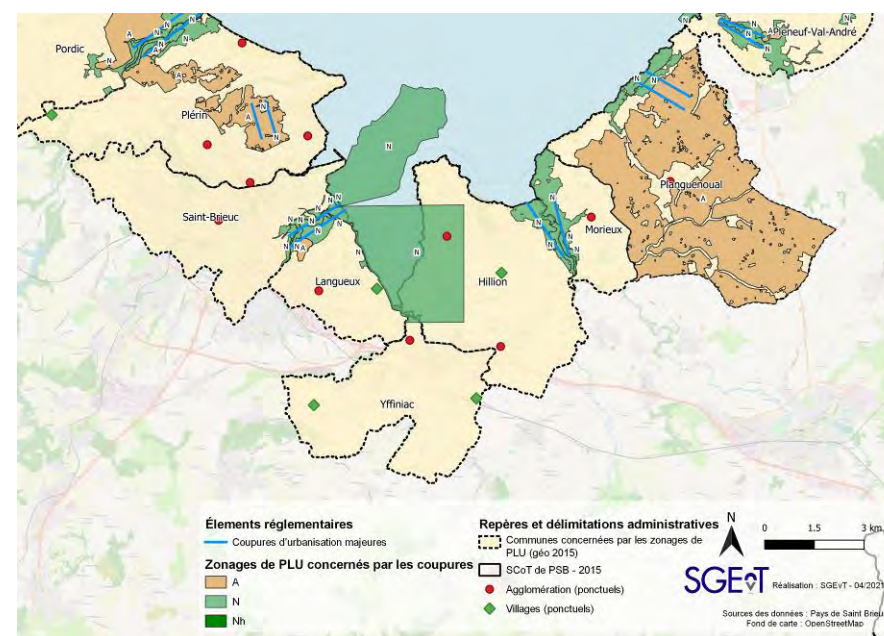 Pordic
Pléneuf-Val-André
Plérin
Saint-Brieuc
Planguenoual
Morieux
Langueux
Hillion
Yffiniac
A
N
Élements réglementaires
Coupures d'urbanisation majeures
Zonages de PLU concernés par les coupures
A
N
Nh
Repères et délimitations administratives
Communes concernées par les zonages de
PLU (géo 2015)
SCoT de PSB - 2015
Agglomération (ponctuels)
Villages (ponctuels)
N
0 1.5 3 km
SGEvT
Réalisation : SGEvT - 04/2021
Sources des données : Pays de Saint Brieu
Fond de carte : OpenStreetMap